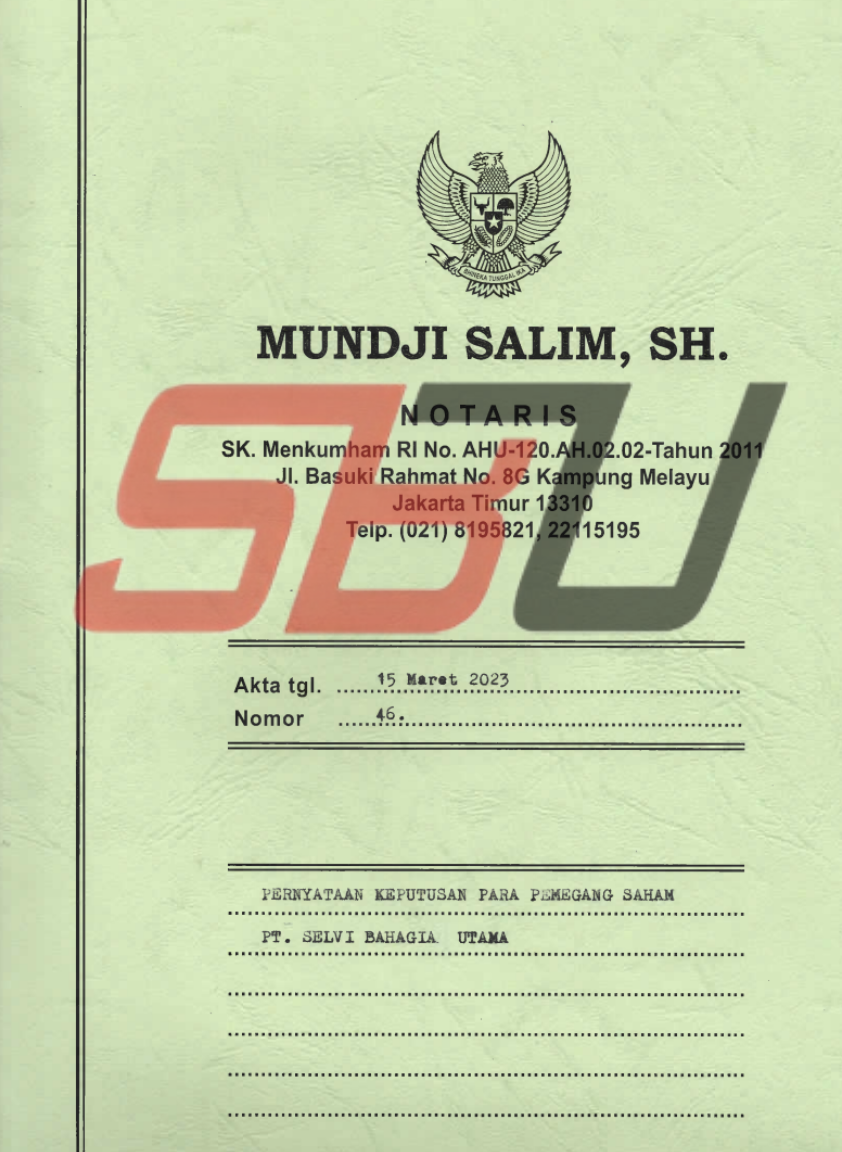 BHINEKA TUNGGAL IKA
MUNDJI SALIM, SH.
NOTARIS
SK. Menkumham RI No. AHU-120.AH.02.02-Tahun 2011
Jl. Basuki Rahmat No. 8G Kampung Melayu
Jakarta Timur 13310
Telp. (021) 8195821, 22115195
SBU
Akta tgl. 15 Maret 2023
Nomor 46.
PERNYATAAN KEPUTUSAN PARA PEMEGANG SAHAM
PT. SELVI BAHAGIA UTAMA